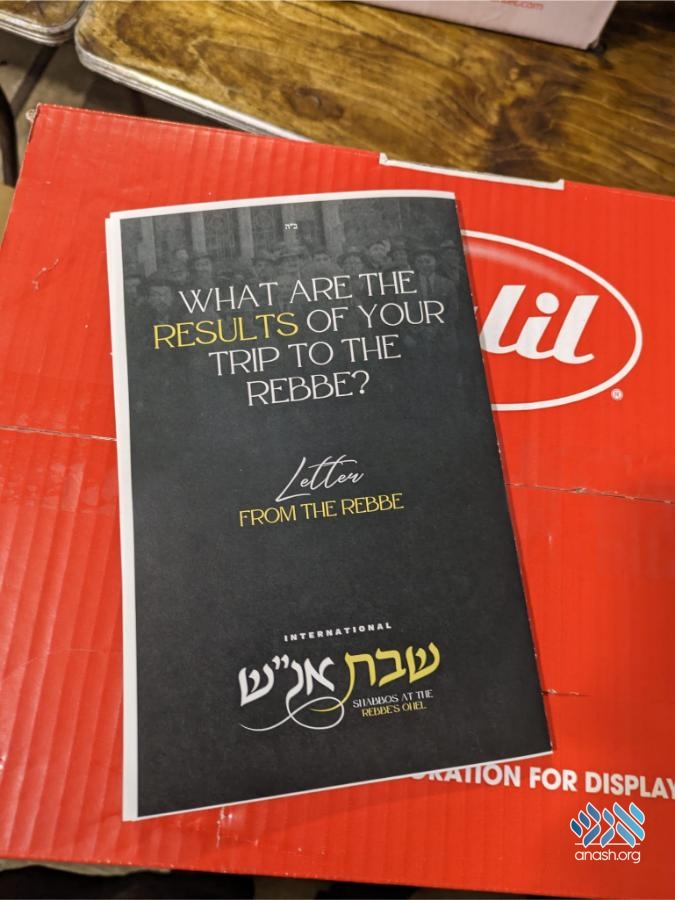 ב"ה
WHAT ARE THE
RESULTS OF YOUR
TRIP TO THE
REBBE?
Letter
FROM THE REBBE
INTERNATIONAL
שבת אנ"ש
SHABBOS AT THE
REBBE'S OHEL
lil
®
ORATION FOR DISPLAY
אנש
anash.org